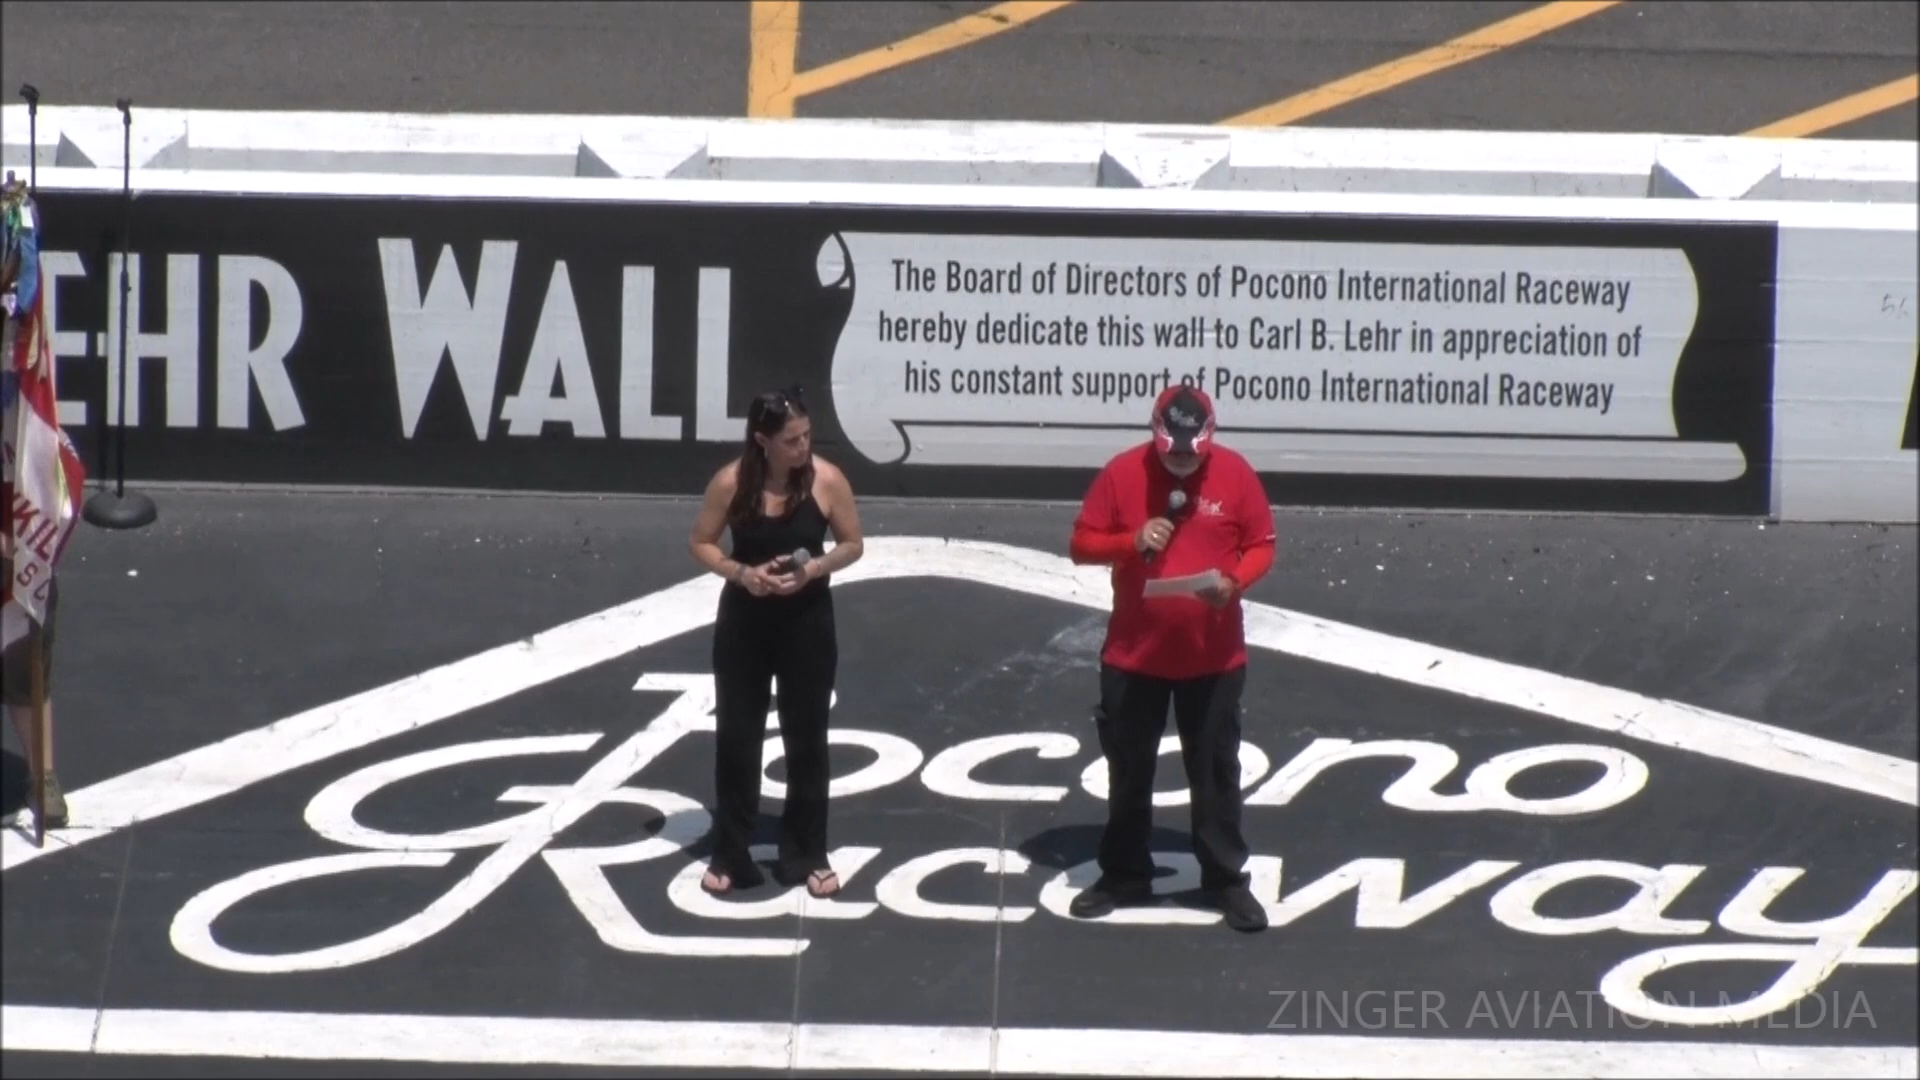 EHR WALL
The Board of Directors of Pocono International Raceway
hereby dedicate this wall to Carl B. Lehr in appreciation of
his constant support of Pocono International Raceway
Pocono
Raceway
ZINGER AVIATION MEDIA